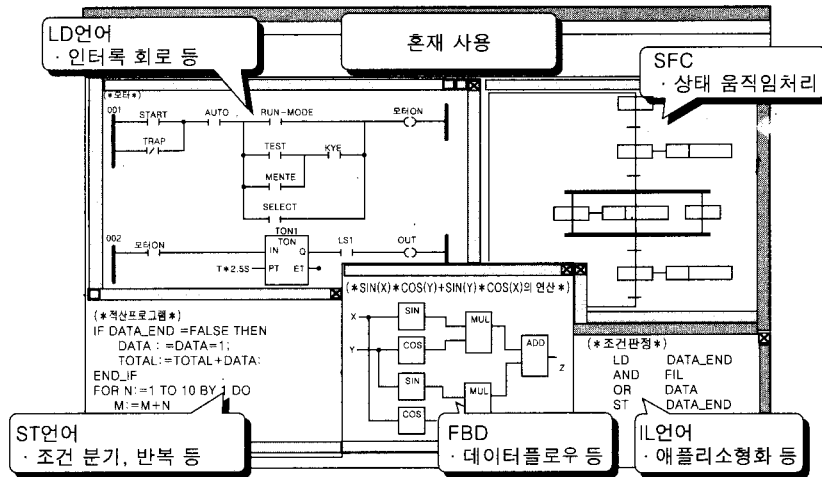 LD언어
· 인터록 회로 등
혼재 사용
SFC
· 상태 움직임처리
(*모터*)
001
START
AUTO
RUN-MODE
모터ON
TRAP
TEST
KYE
MENTE
SELECT
TON1
002
모터ON
TON
IN
Q
LS1
OUT
T*2.5S
PT
ET
(*적산프로그램*)
IF DATA_END =FALSE THEN
DATA : =DATA=1;
TOTAL:=TOTAL+DATA:
END_IF
FOR N:=1 TO 10 BY 1 DO
M:=M+N
(*SIN(X)*COS(Y)+SIN(Y)*COS(X)의 연산*)
X
SIN
MUL
Y
COS
ADD
Z
SIN
MUL
COS
(*조건판정*)
LD DATA_END
AND FIL
OR DATA
ST DATA_END
ST언어
· 조건 분기, 반복 등
FBD
· 데이터플로우 등
IL언어
· 애플리소형화 등